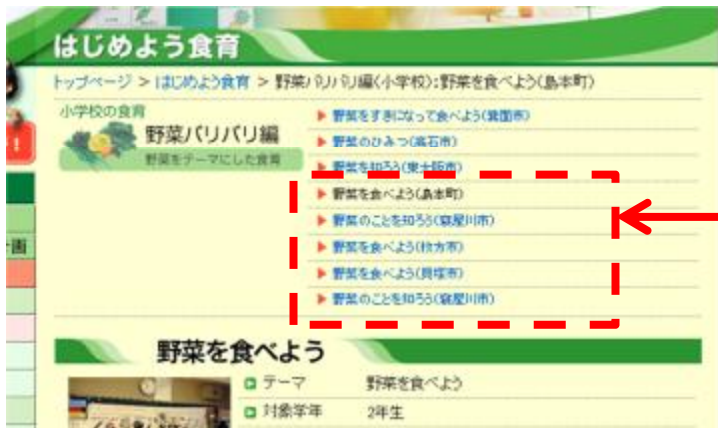 はじめよう食育
トップページ > はじめよう食育 > 野菜バリバリ編(小学校):野菜を食べよう(島本町)
小学校の食育
野菜バリバリ編
野菜をテーマにした食育
野菜をすきになって食べよう(箕面市)
野菜のひみつ(高石市)
野菜を知ろう(東大阪市)
野菜を食べよう(島本町)
野菜のことを知ろう(寝屋川市)
野菜を食べよう(枚方市)
野菜を食べよう(貝塚市)
野菜のことを知ろう(寝屋川市)
画
野菜を食べよう
テーマ 野菜を食べよう
対象学年 2年生